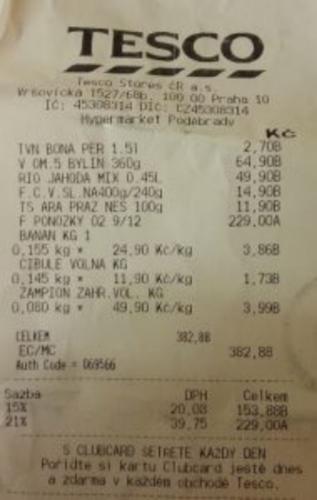 TESCO
Tesco Stores ČR a.s.
Vršovická 1527/68b, 100 00 Praha 10
IČ: 45308314 DIČ: CZ45308314
Hypermarket Poděbrady
Kč
TVN BONA PER 1.5l 2,70B
V OM.5 BYLIN 360g 64,90B
RIO JAHODA MIX 0.45L 49,90B
F.C.V.SL.NA400g/240g 14,90B
TS ARA PRAZ NES 100g 11,90B
F PONOZKY 02 9/12 229,00A
BANAN KG 1
0,155 kg * 24,90 Kč/kg 3,86B
CIBULE VOLNA KG
0,145 kg * 11,90 Kč/kg 1,73B
ZAMPION ZAHR.VOL. KG
0,080 kg * 49,90 Kč/kg 3,99B
CELKEM 382,88
EC/MC 382,88
Auth Code = 069566
Sazba DPH Celkem
15% 20,08 153,88B
21% 39,75 229,00A
S CLUBCARD SETRETE KAZDY DEN
Pořiďte si kartu Clubcard ještě dnes
a zdarma v každém obchodě Tesco.